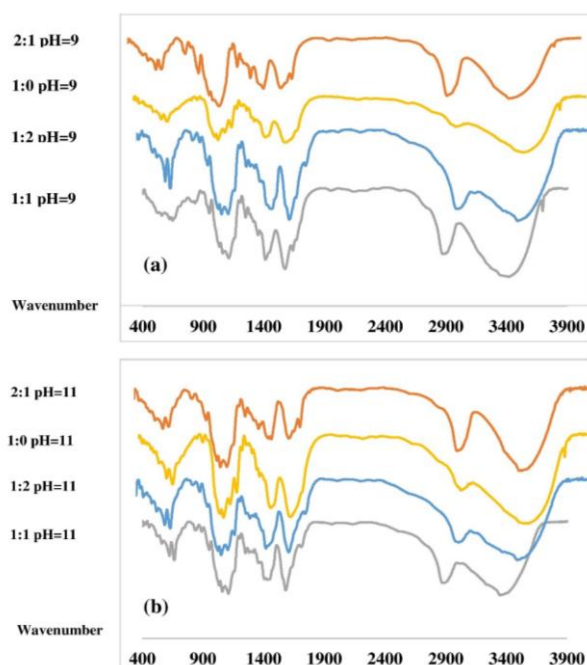 2:1 pH=9
1:0 pH=9
1:2 pH=9
1:1 pH=9
(a)
Wavenumber
400 900 1400 1900 2400 2900 3400 3900
2:1 pH=11
1:0 pH=11
1:2 pH=11
1:1 pH=11
(b)
Wavenumber
400 900 1400 1900 2400 2900 3400 3900